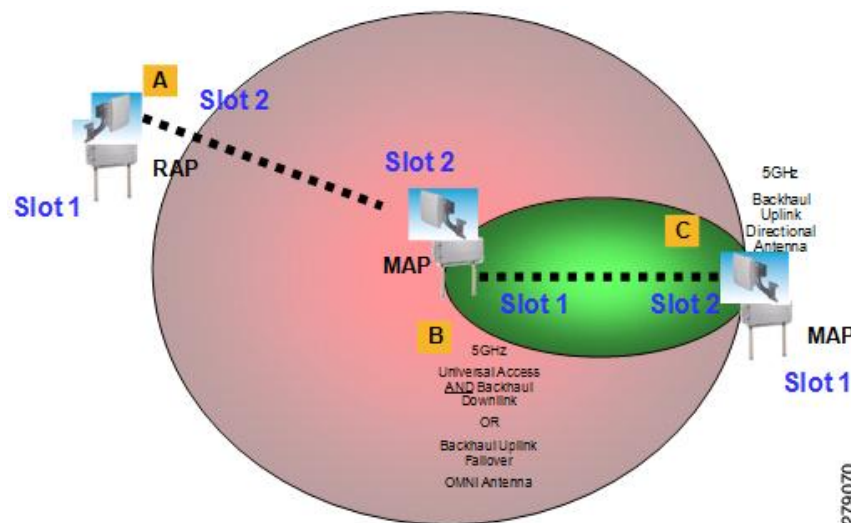 A
Slot 2
RAP
Slot 1
Slot 2
MAP
5GHz
Backhaul
Uplink
Directional
Antenna
C
Slot 1
Slot 2
MAP
Slot 1
B
5GHz
Universal Access
AND Backhaul
Downlink
OR
Backhaul Uplink
Failover
OMNI Antenna
279070